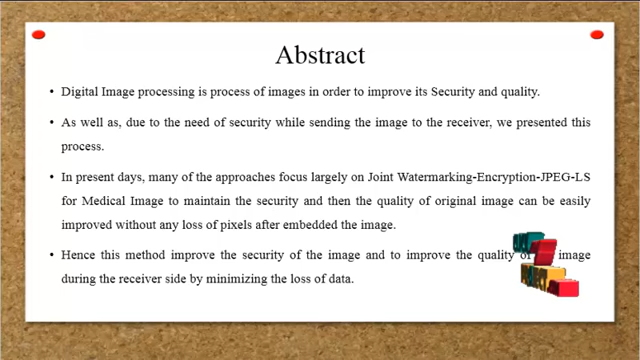 Abstract
• Digital Image processing is process of images in order to improve its Security and quality.
• As well as, due to the need of security while sending the image to the receiver, we presented this
process.
• In present days, many of the approaches focus largely on Joint Watermarking-Encryption-JPEG-LS
for Medical Image to maintain the security and then the quality of original image can be easily
improved without any loss of pixels after embedded the image.
• Hence this method improve the security of the image and to improve the quality of image
during the receiver side by minimizing the loss of data.